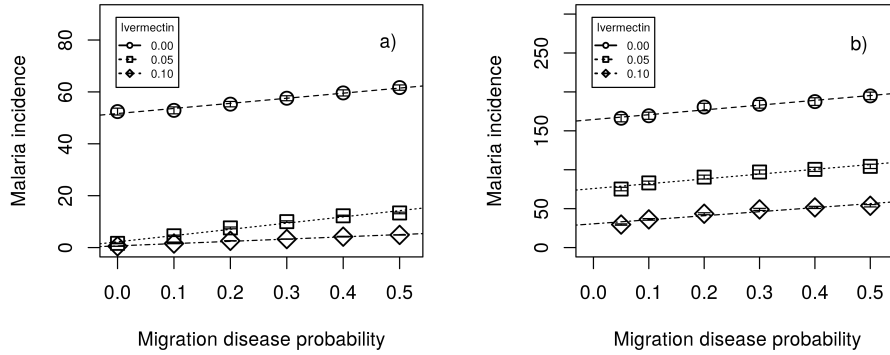 Ivermectin
0.00
0.05
0.10
a)
80
60
40
20
0
Malaria incidence
0.0 0.1 0.2 0.3 0.4 0.5
Migration disease probability
Ivermectin
0.00
0.05
0.10
b)
250
150
50
0
Malaria incidence
0.0 0.1 0.2 0.3 0.4 0.5
Migration disease probability